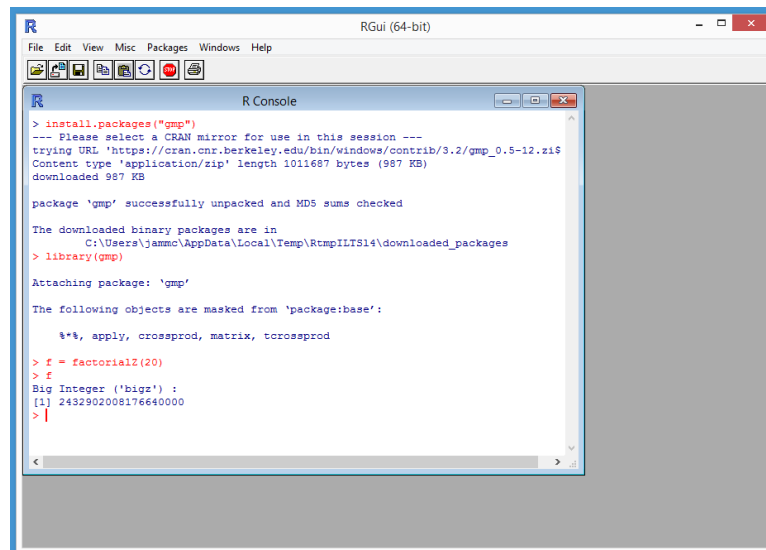 RGui (64-bit)
File Edit View Misc Packages Windows Help
STOP
R Console
> install.packages("gmp")
--- Please select a CRAN mirror for use in this session ---
trying URL 'https://cran.cnr.berkeley.edu/bin/windows/contrib/3.2/gmp_0.5-12.zi$
Content type 'application/zip' length 1011687 bytes (987 KB)
downloaded 987 KB
package ‘gmp’ successfully unpacked and MD5 sums checked
The downloaded binary packages are in
C:\Users\jammc\AppData\Local\Temp\RtmpILTS14\downloaded_packages
> library(gmp)
Attaching package: ‘gmp’
The following objects are masked from ‘package:base’:
%*%, apply, crossprod, matrix, tcrossprod
> f = factorialZ(20)
> f
Big Integer ('bigz') :
[1] 2432902008176640000
>